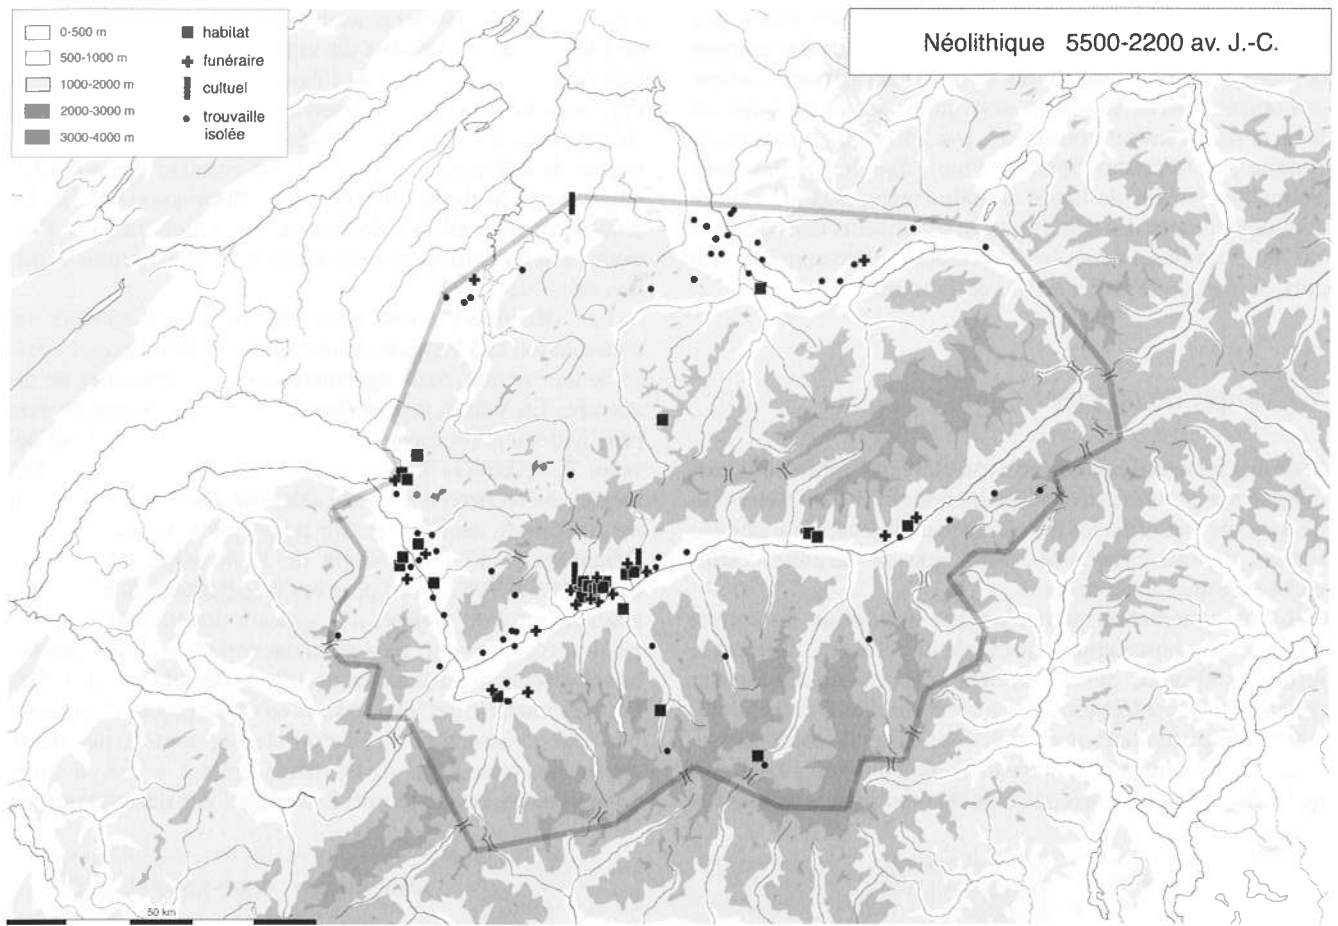 Néolithique 5500-2200 av. J.-C.
0-500 m
500-1000 m
1000-2000 m
2000-3000 m
3000-4000 m
habitat
funéraire
cultuel
trouvaille
isolée
50 km